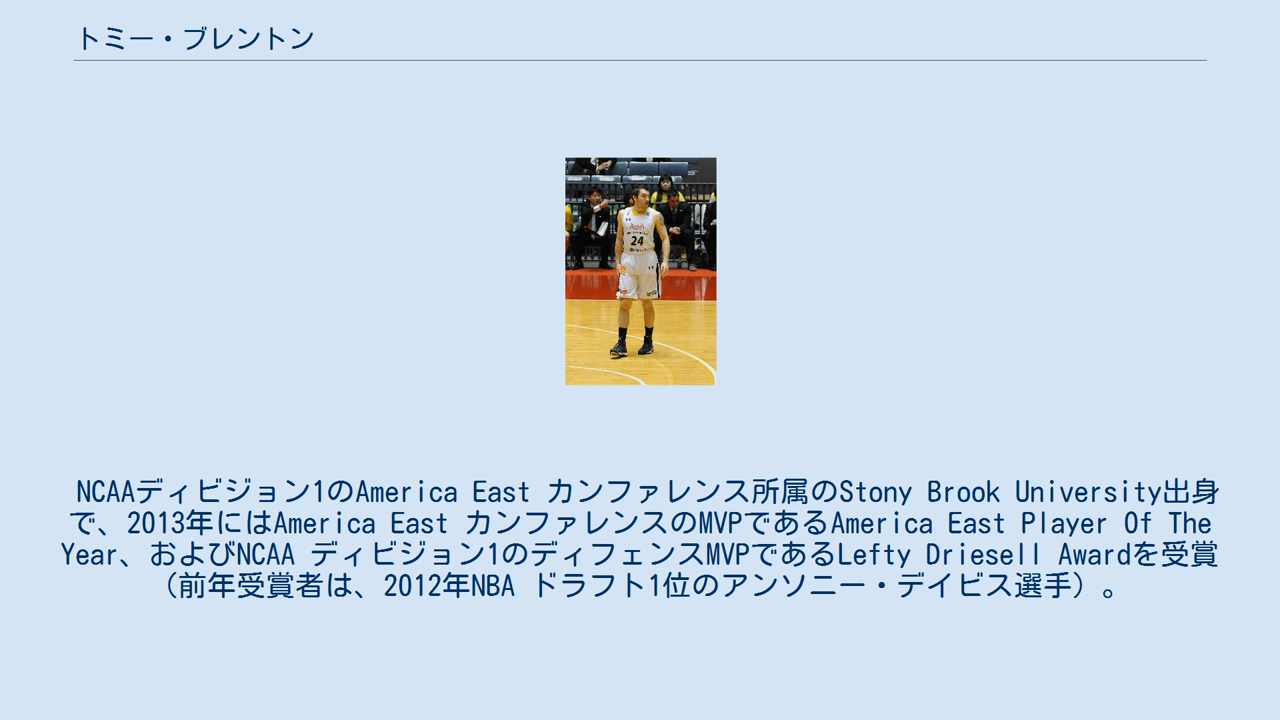 トミー・ブレントン
24
NCAAディビジョン1のAmerica East カンファレンス所属のStony Brook University出身
で、2013年にはAmerica East カンファレンスのMVPであるAmerica East Player Of The
Year、およびNCAA ディビジョン1のディフェンスMVPであるLefty Driesell Awardを受賞
（前年受賞者は、2012年NBA ドラフト1位のアンソニー・デイビス選手）。